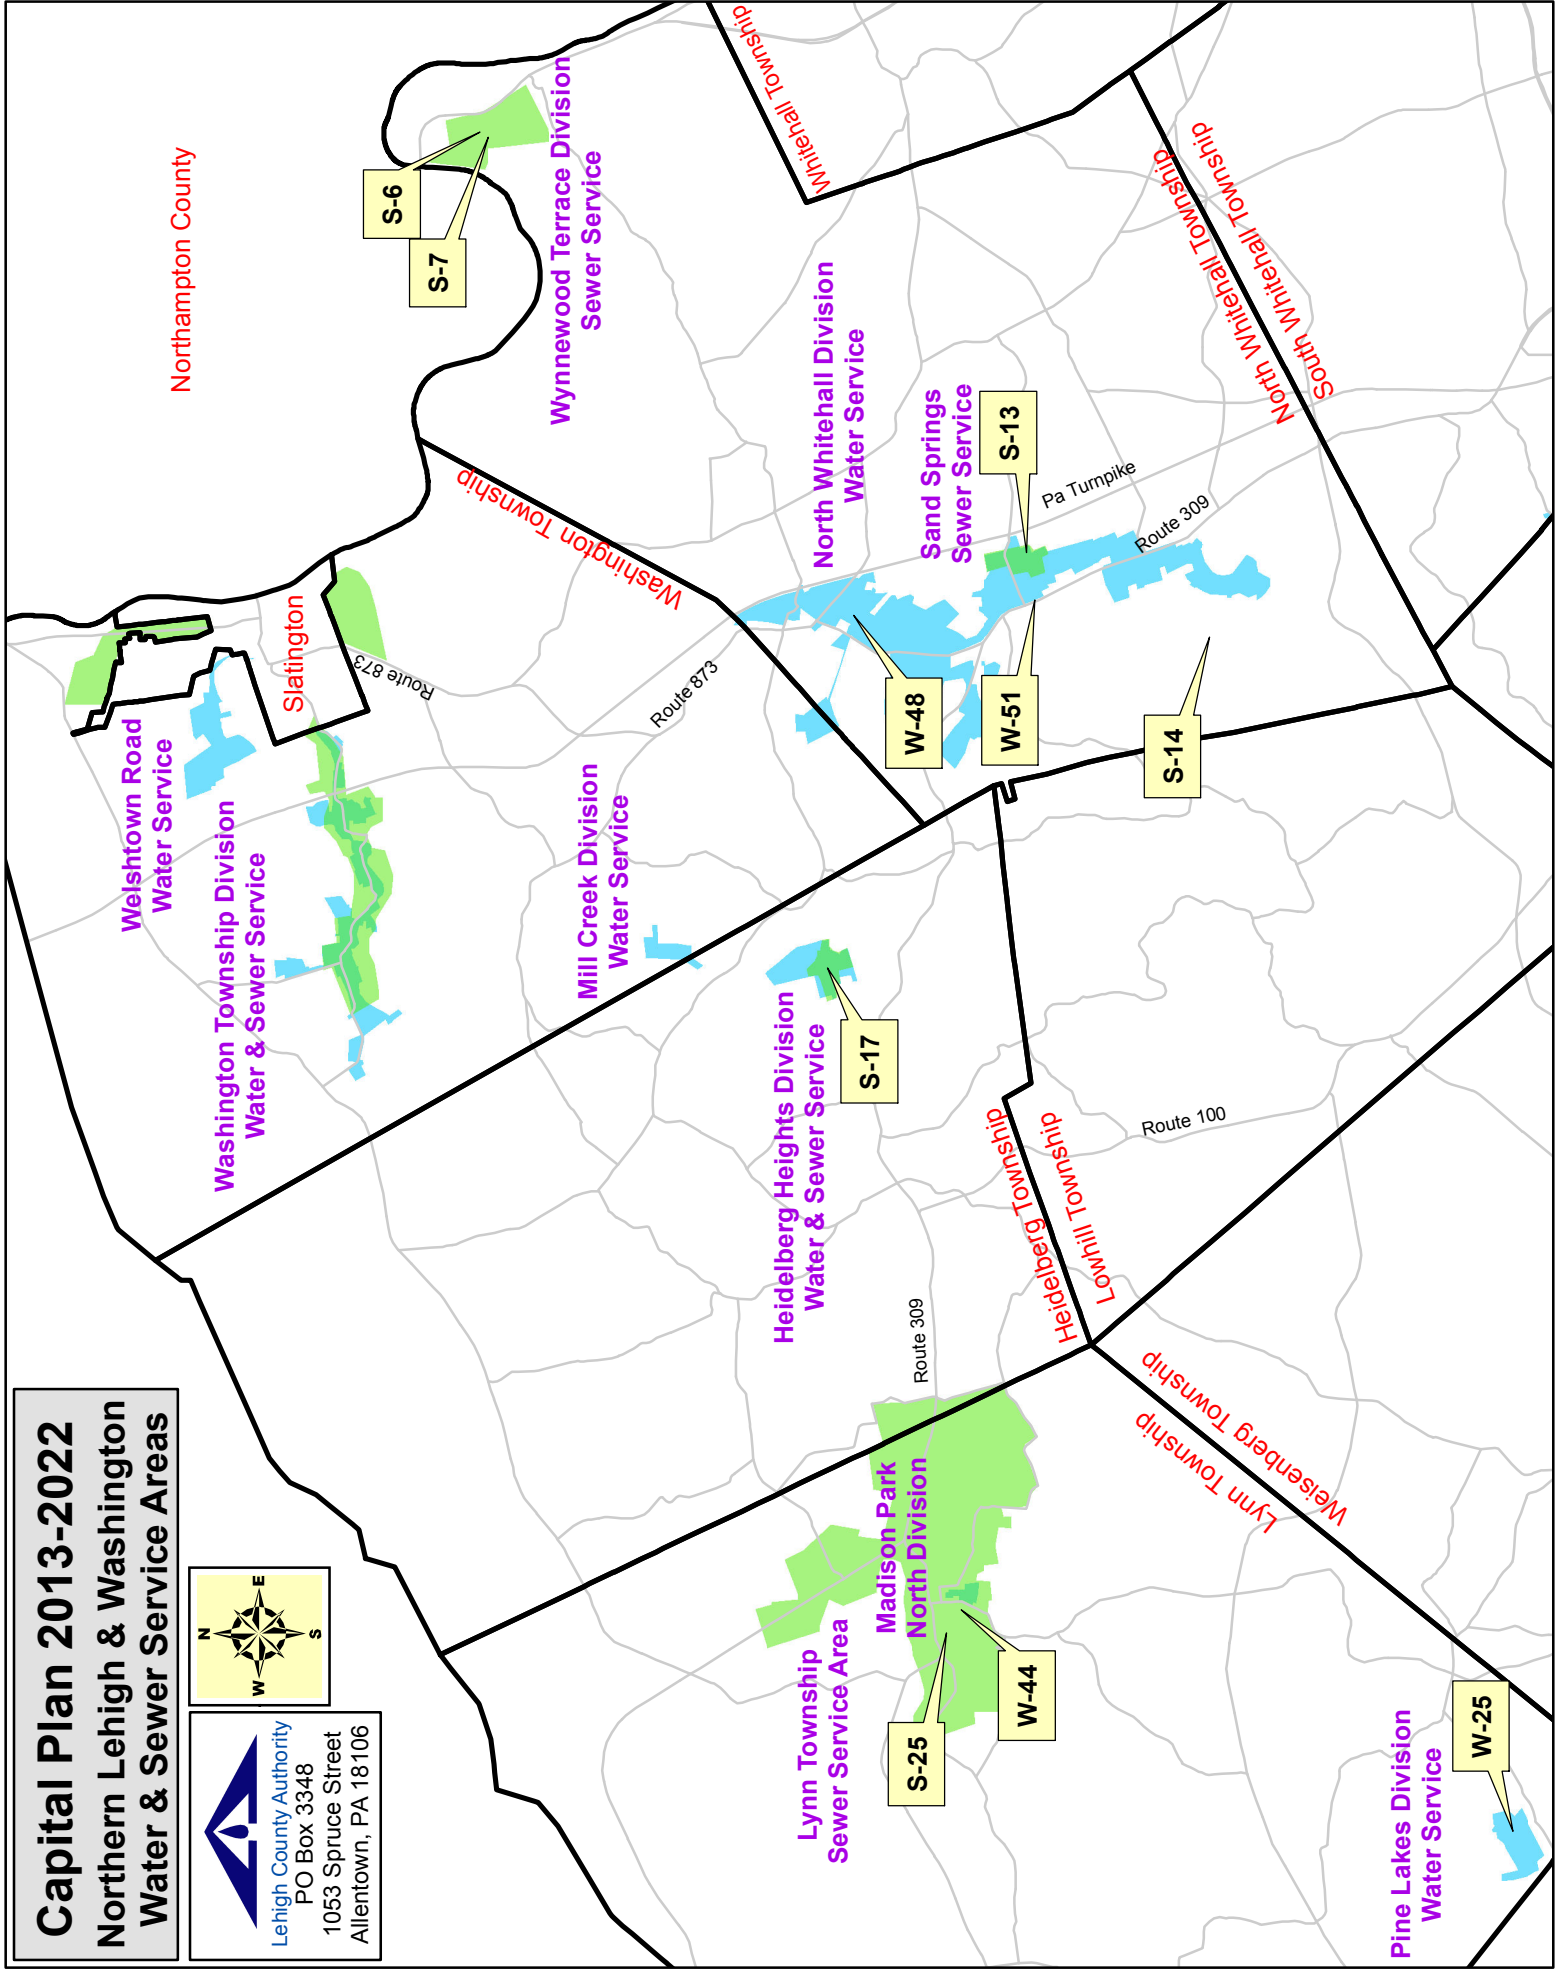 Capital Plan 2013-2022
Northern Lehigh & Washington
Water & Sewer Service Areas
Lehigh County Authority
PO Box 3348
1053 Spruce Street
Allentown, PA 18106
N
W
E
S
Northampton County
Slatington
Welshtown Road
Water Service
Washington Township Division
Water & Sewer Service
Route 873
Route 873
S-6
S-7
Wynnewood Terrace Division
Sewer Service
Washington Township
Whitehall Township
Mill Creek Division
Water Service
North Whitehall Division
Water Service
Sand Springs
Sewer Service
S-13
Pa Turnpike
Route 309
W-48
W-51
S-14
North Whitehall Township
South Whitehall Township
Heidelberg Heights Division
Water & Sewer Service
S-17
Heidelberg Township
Lowhill Township
Route 100
Route 309
Madison Park
North Division
Lynn Township
Sewer Service Area
S-25
W-44
Lynn Township
Weisenberg Township
Pine Lakes Division
Water Service
W-25